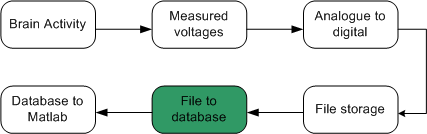 Brain Activity
Measured
voltages
Analogue to
digital
File storage
File to
database
Database to
Matlab